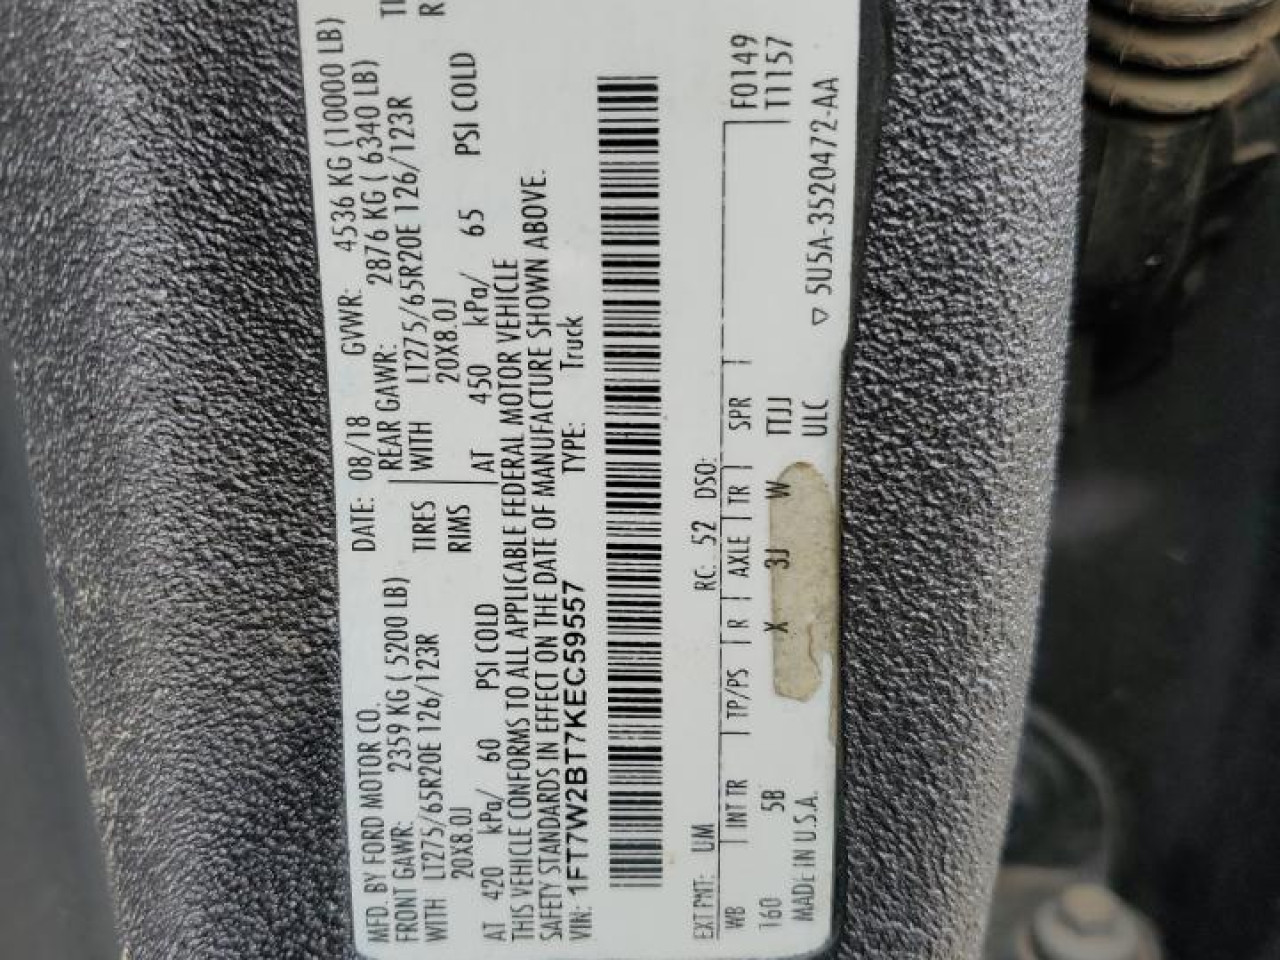 MFD. BY FORD MOTOR CO.
DATE: 08/18 GVWR: 4536 KG (10000 LB)
FRONT GAWR: 2359 KG ( 5200 LB) REAR GAWR: 2876 KG ( 6340 LB)
WITH LT275/65R20E 126/123R TIRES WITH LT275/65R20E 126/123R TI
20X8.0J RIMS 20X8.0J R
AT 420 kPa/ 60 PSI COLD AT 450 kPa/ 65 PSI COLD
THIS VEHICLE CONFORMS TO ALL APPLICABLE FEDERAL MOTOR VEHICLE
SAFETY STANDARDS IN EFFECT ON THE DATE OF MANUFACTURE SHOWN ABOVE.
VIN: 1FT7W2BT7KEC59557 TYPE: Truck
EXT PNT: UM RC: 52 DSO: F0149
WB INT TR TP/PS R AXLE TR SPR T1157
160 5B X 3J W TTJJ
MADE IN U.S.A. ULC ▽ 5U5A-3520472-AA